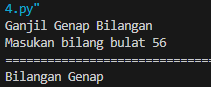 4.py"
Ganjil Genap Bilangan
Masukan bilang bulat 56
==============================
Bilangan Genap